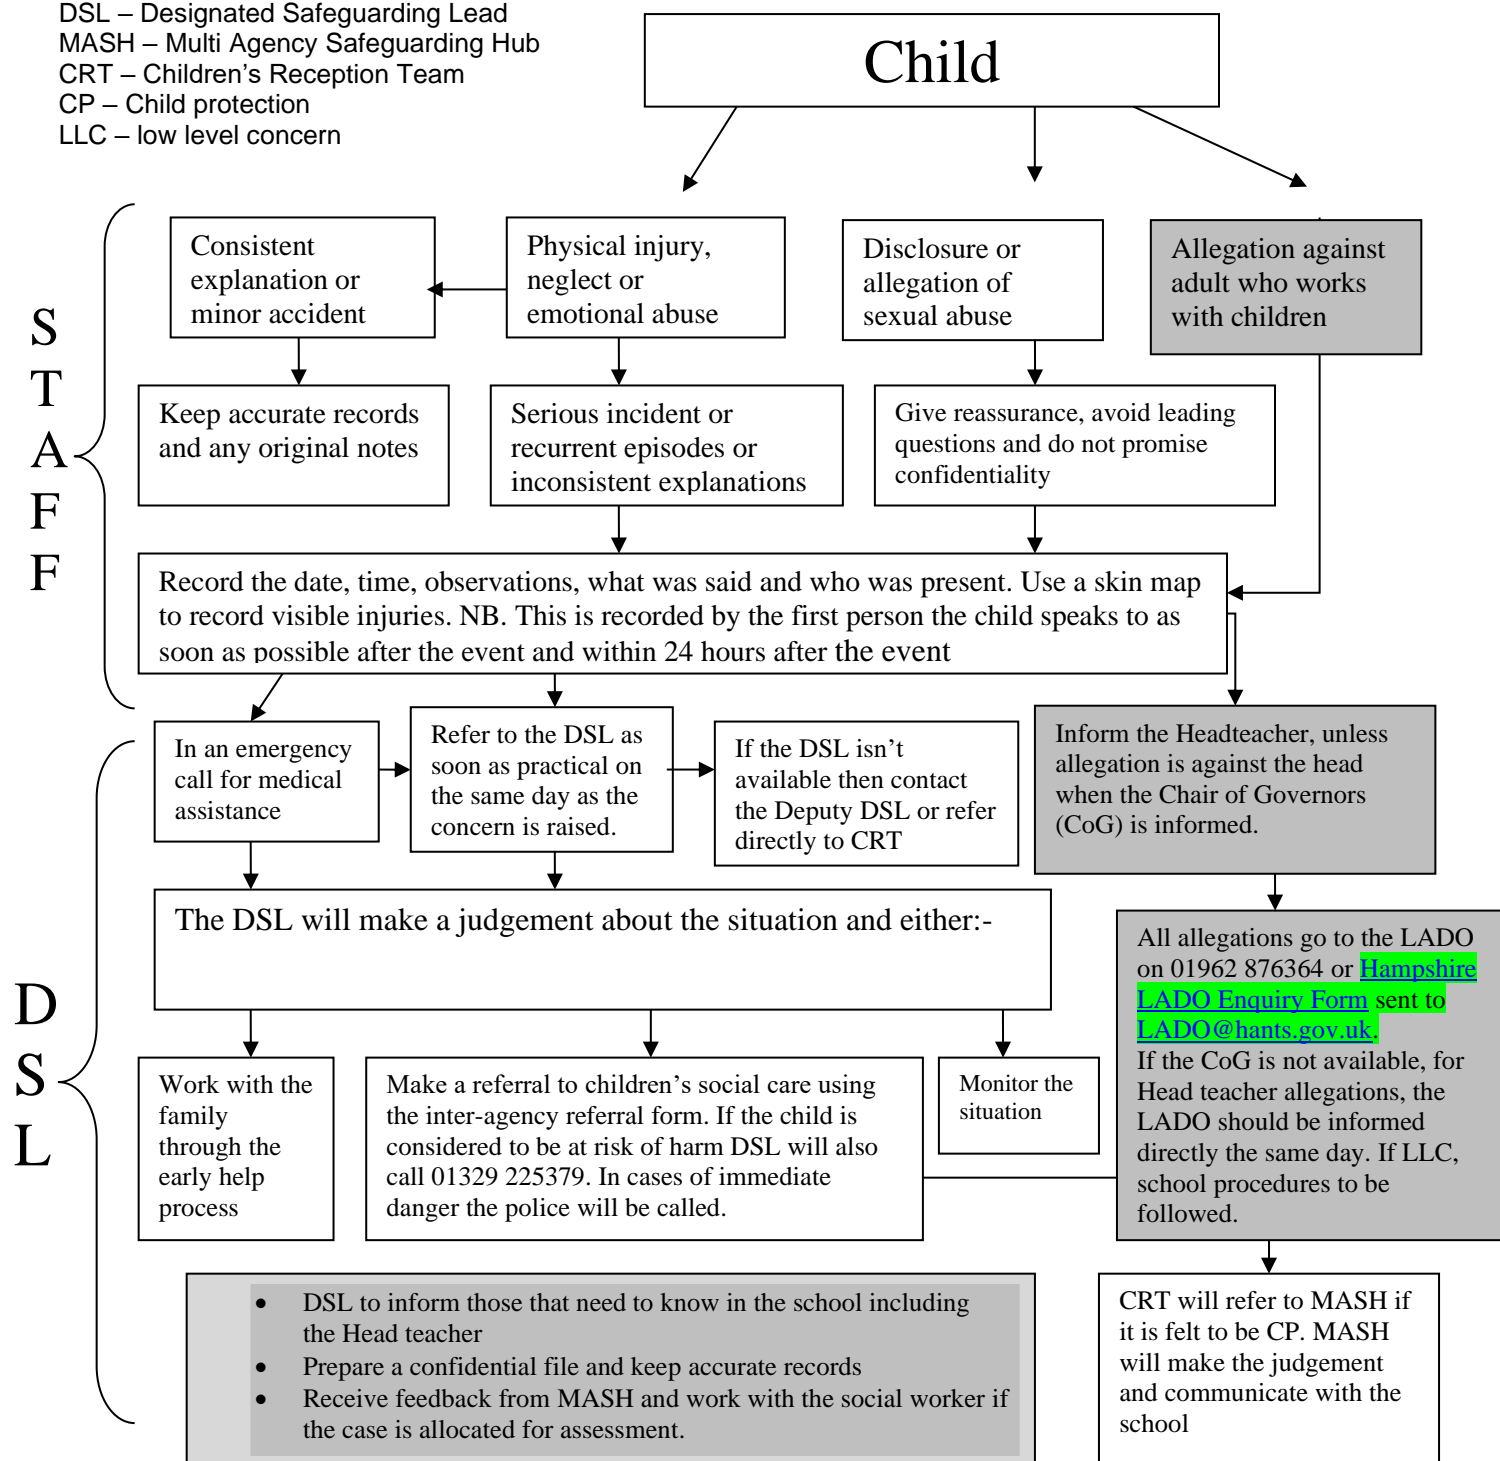 DSL – Designated Safeguarding Lead
MASH – Multi Agency Safeguarding Hub
CRT – Children's Reception Team
CP – Child protection
LLC – low level concern
Child
S
T
A
F
F
Consistent
explanation or
minor accident
Physical injury,
neglect or
emotional abuse
Disclosure or
allegation of
sexual abuse
Allegation against
adult who works
with children
Keep accurate records
and any original notes
Serious incident or
recurrent episodes or
inconsistent explanations
Give reassurance, avoid leading
questions and do not promise
confidentiality
Record the date, time, observations, what was said and who was present. Use a skin map
to record visible injuries. NB. This is recorded by the first person the child speaks to as
soon as possible after the event and within 24 hours after the event
D
S
L
In an emergency
call for medical
assistance
Refer to the DSL as
soon as practical on
the same day as the
concern is raised.
If the DSL isn't
available then contact
the Deputy DSL or refer
directly to CRT
Inform the Headteacher, unless
allegation is against the head
when the Chair of Governors
(CoG) is informed.
The DSL will make a judgement about the situation and either:-
All allegations go to the LADO
on 01962 876364 or Hampshire
LADO Enquiry Form sent to
LADO@hants.gov.uk.
If the CoG is not available, for
Head teacher allegations, the
LADO should be informed
directly the same day. If LLC,
school procedures to be
followed.
Work with the
family
through the
early help
process
Make a referral to children's social care using
the inter-agency referral form. If the child is
considered to be at risk of harm DSL will also
call 01329 225379. In cases of immediate
danger the police will be called.
Monitor the
situation
• DSL to inform those that need to know in the school including
the Head teacher
• Prepare a confidential file and keep accurate records
• Receive feedback from MASH and work with the social worker if
the case is allocated for assessment.
CRT will refer to MASH if
it is felt to be CP. MASH
will make the judgement
and communicate with the
school